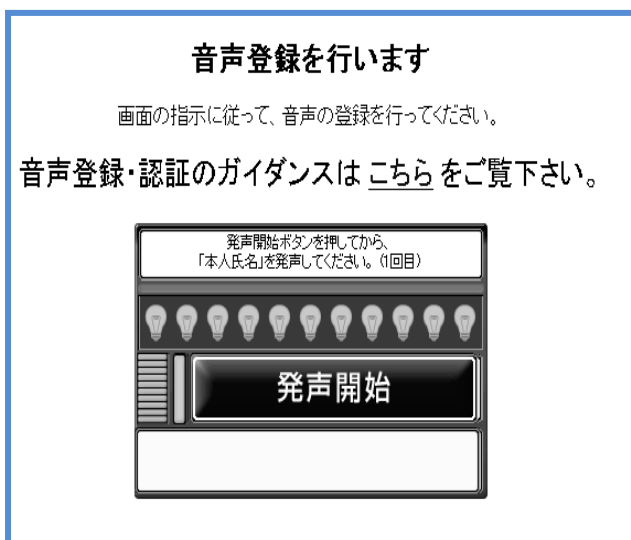 音声登録を行います
画面の指示に従って、音声の登録を行ってください。
音声登録・認証のガイダンスは こちら をご覧下さい。
発声開始ボタンを押してから、
「本人氏名」を発声してください。(1回目)
発声開始